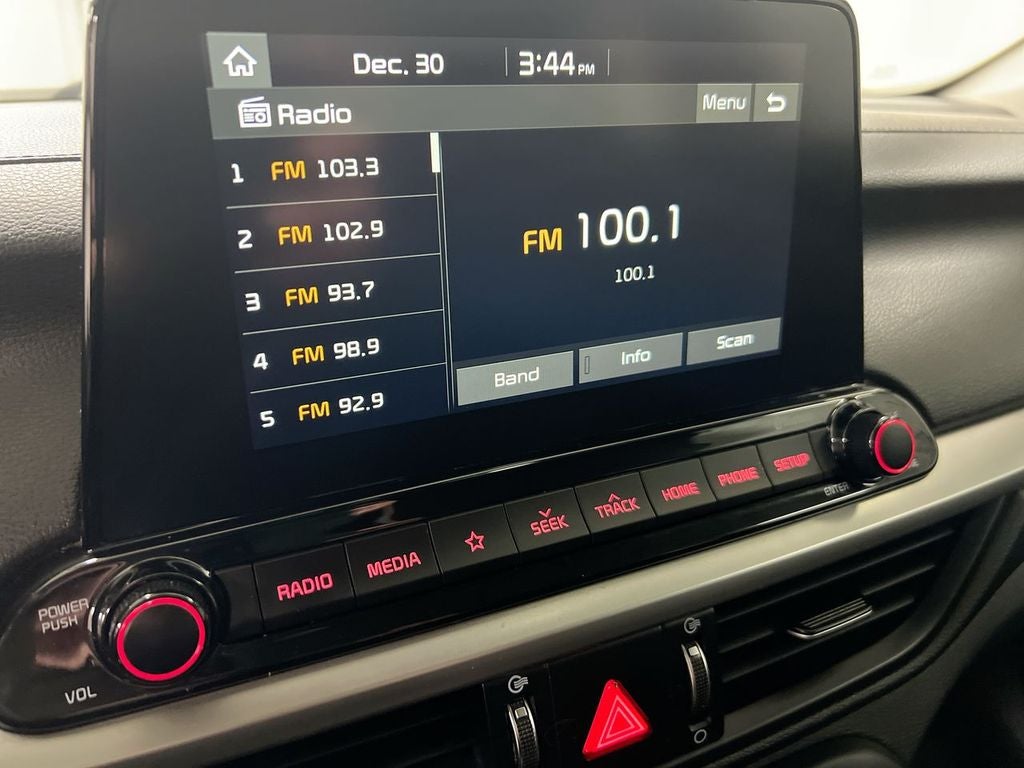 Dec. 30 3:44 PM
Radio Menu
1 FM 103.3
2 FM 102.9
3 FM 93.7
4 FM 98.9
5 FM 92.9
FM 100.1
100.1
Band Info Scan
POWER
PUSH
VOL
RADIO MEDIA SEEK TRACK HOME PHONE SETUP
ENTER